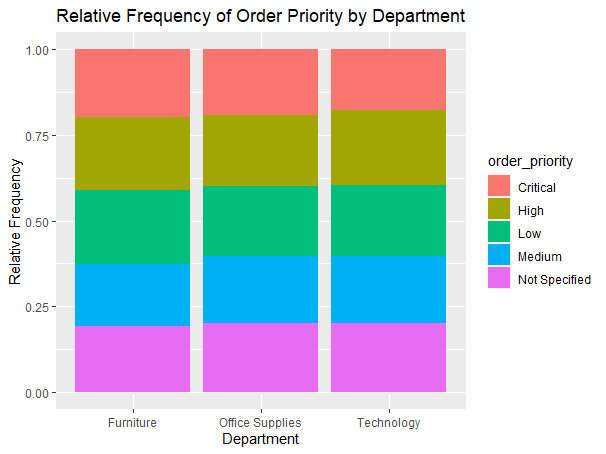 Relative Frequency of Order Priority by Department
Relative Frequency
1.00
0.75
0.50
0.25
0.00
Furniture
Office Supplies
Technology
Department
order_priority
Critical
High
Low
Medium
Not Specified